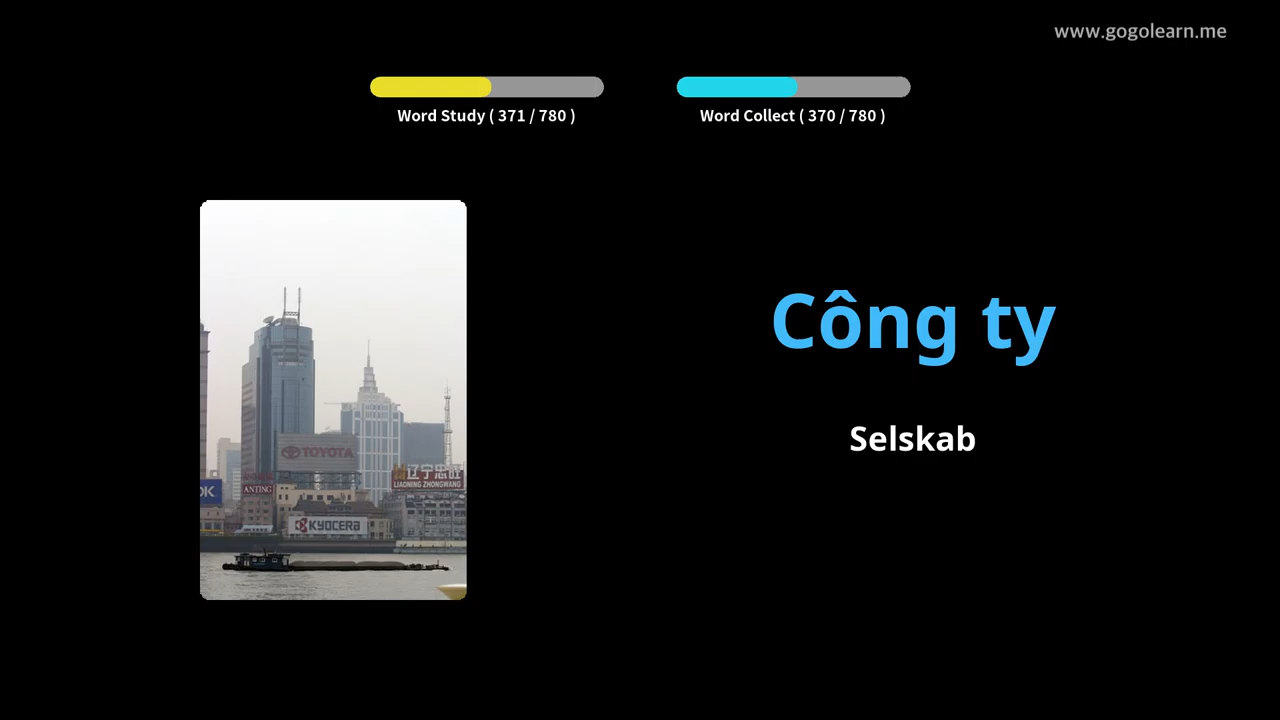 www.gogolearn.me
Word Study ( 371 / 780 )
Word Collect ( 370 / 780 )
Công ty
Selskab
TOYOTA
辽宁忠旺
LIAONING ZHONGWANG
OK
ANTING
KYOCERA